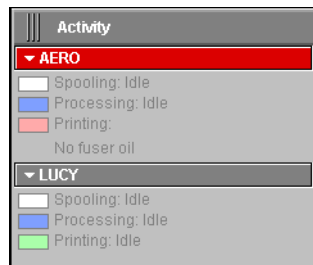 Activity
AERO
Spooling: Idle
Processing: Idle
Printing:
No fuser oil
LUCY
Spooling: Idle
Processing: Idle
Printing: Idle